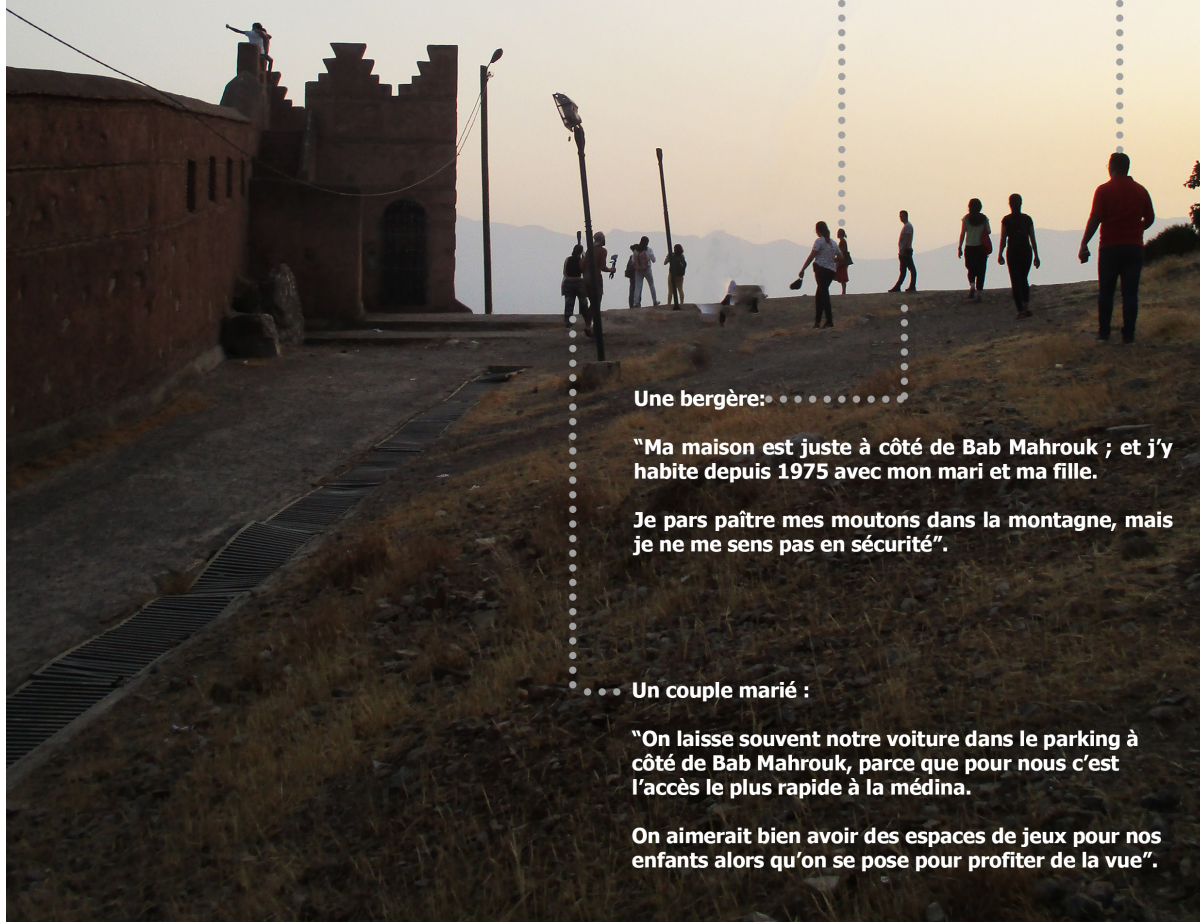 Une bergère:
“Ma maison est juste à côté de Bab Mahrouk ; et j’y
habite depuis 1975 avec mon mari et ma fille.
Je pars paître mes moutons dans la montagne, mais
je ne me sens pas en sécurité”.
Un couple marié :
“On laisse souvent notre voiture dans le parking à
côté de Bab Mahrouk, parce que pour nous c’est
l’accès le plus rapide à la médina.
On aimerait bien avoir des espaces de jeux pour nos
enfants alors qu’on se pose pour profiter de la vue”.